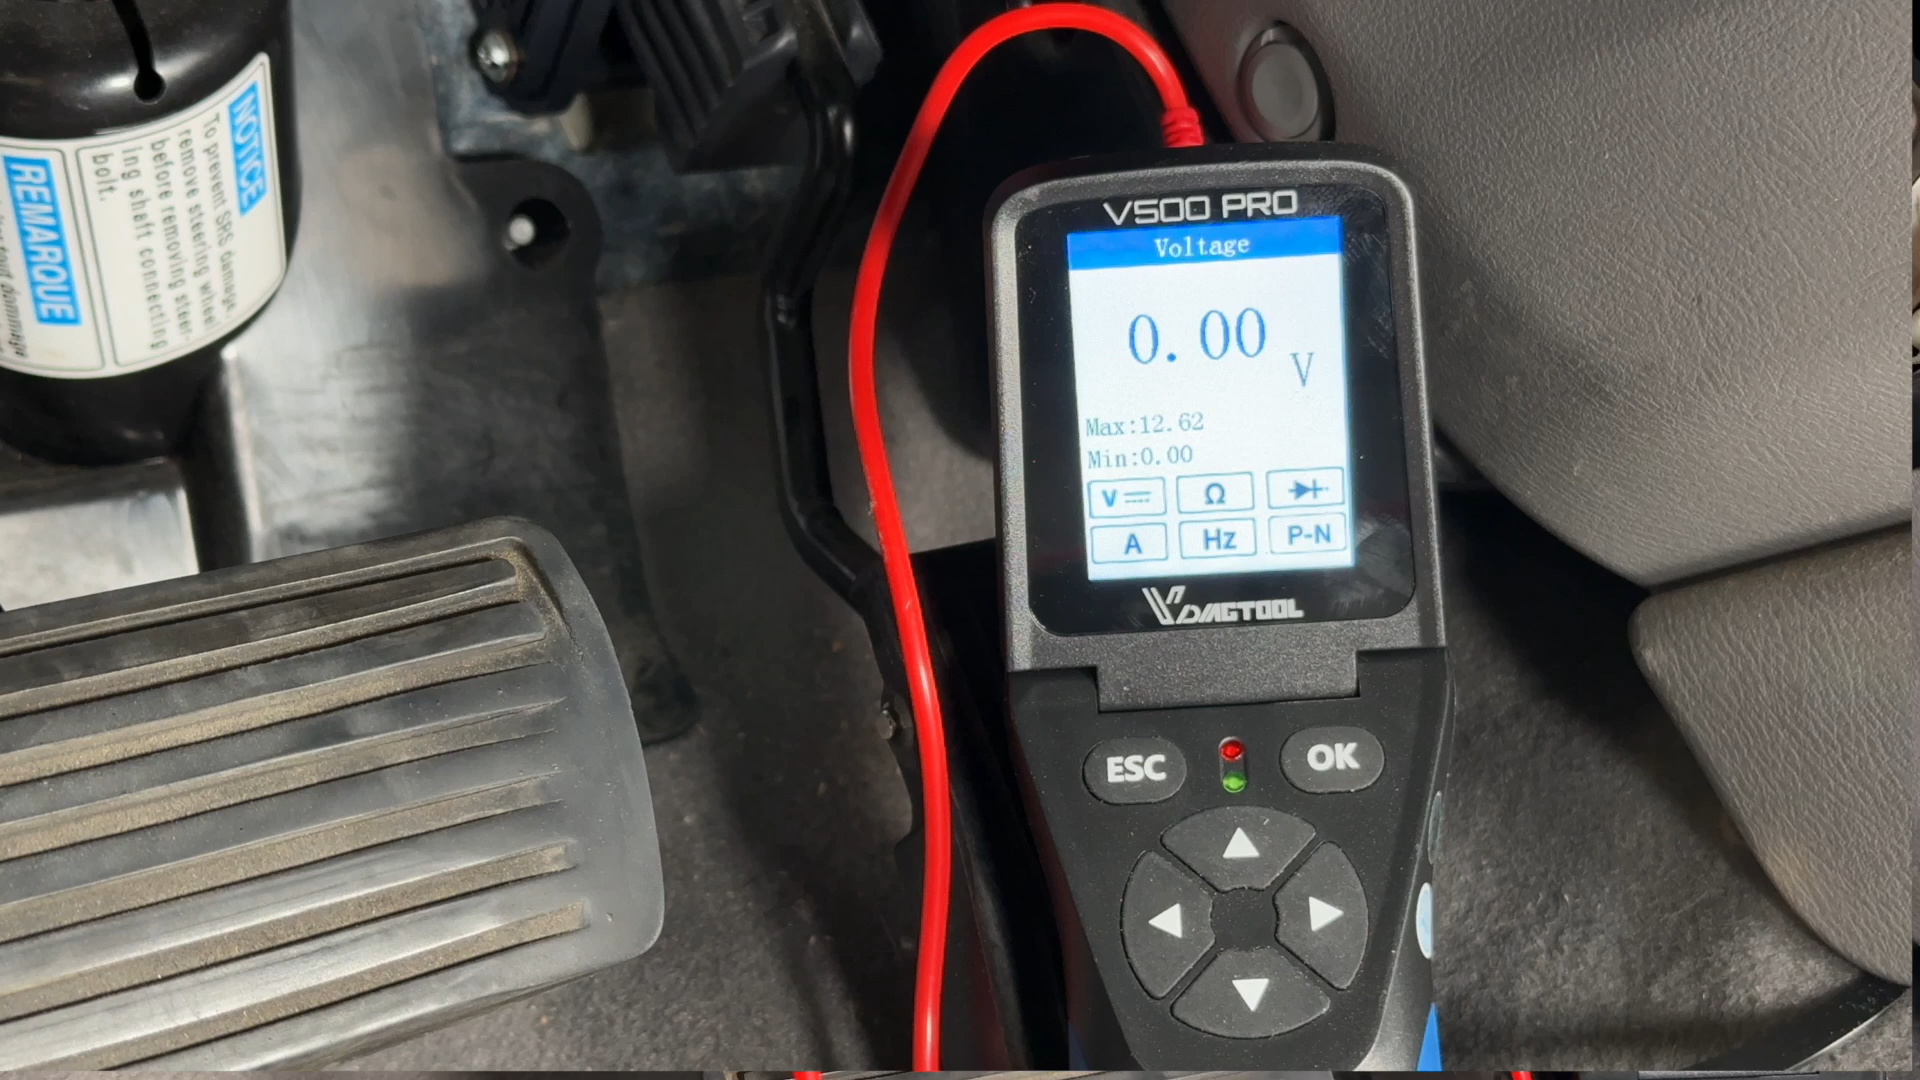 NOTICE
To prevent SRS damage,
remove steering wheel
before removing steer-
ing shaft connecting
bolt.
REMARQUE
V500 PRO
Voltage
0.00
V
Max:12.62
Min:0.00
V
Ω
A
Hz
P-N
VDIAGTOOL
ESC
OK